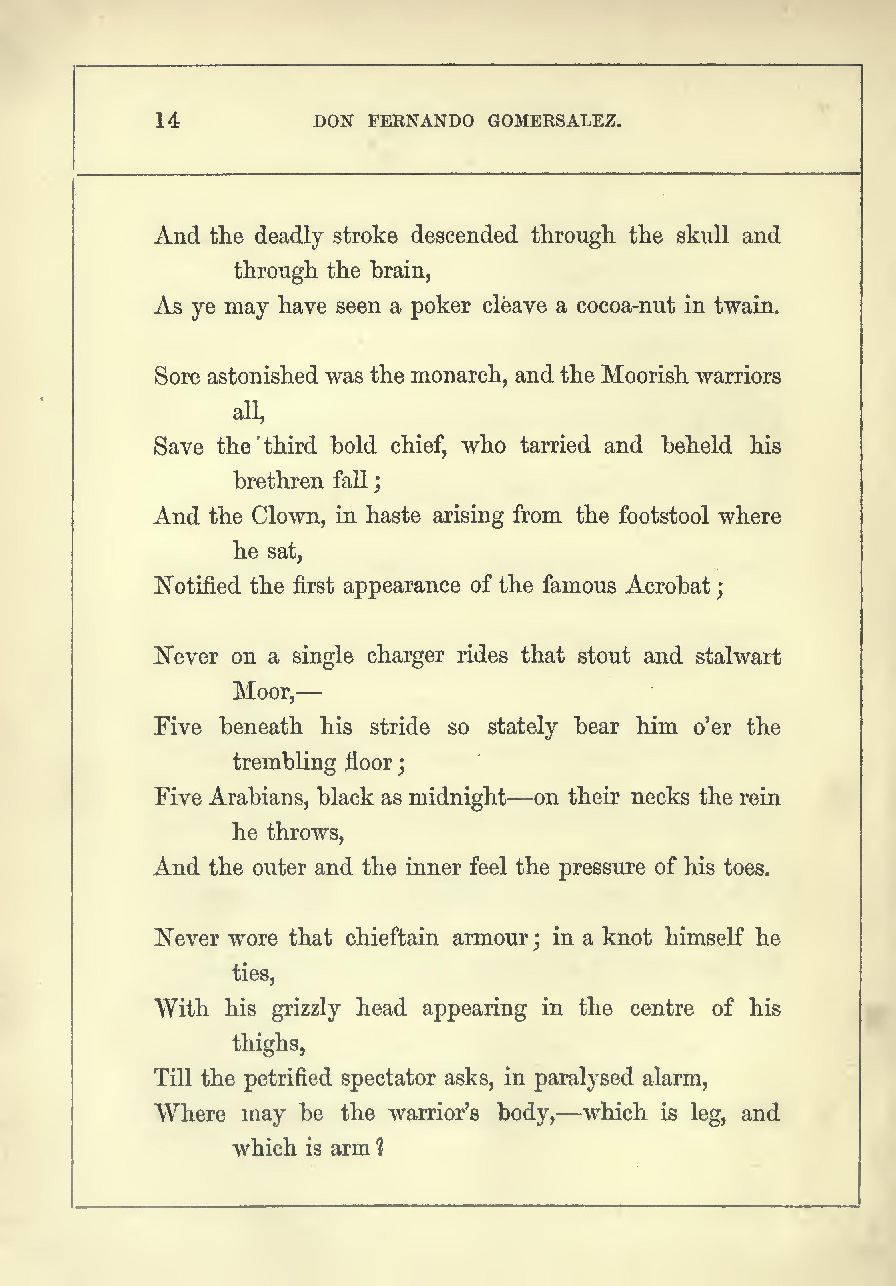 14 DON FERNANDO GOMERSALEZ.
And the deadly stroke descended through the skull and
through the brain,
As ye may have seen a poker cleave a cocoa-nut in twain.
Sore astonished was the monarch, and the Moorish warriors
all,
Save the third bold chief, who tarried and beheld his
brethren fall;
And the Clown, in haste arising from the footstool where
he sat,
Notified the first appearance of the famous Acrobat;
Never on a single charger rides that stout and stalwart
Moor,—
Five beneath his stride so stately bear him o'er the
trembling floor;
Five Arabians, black as midnight—on their necks the rein
he throws,
And the outer and the inner feel the pressure of his toes.
Never wore that chieftain armour; in a knot himself he
ties,
With his grizzly head appearing in the centre of his
thighs,
Till the petrified spectator asks, in paralysed alarm,
Where may be the warrior's body,—which is leg, and
which is arm?